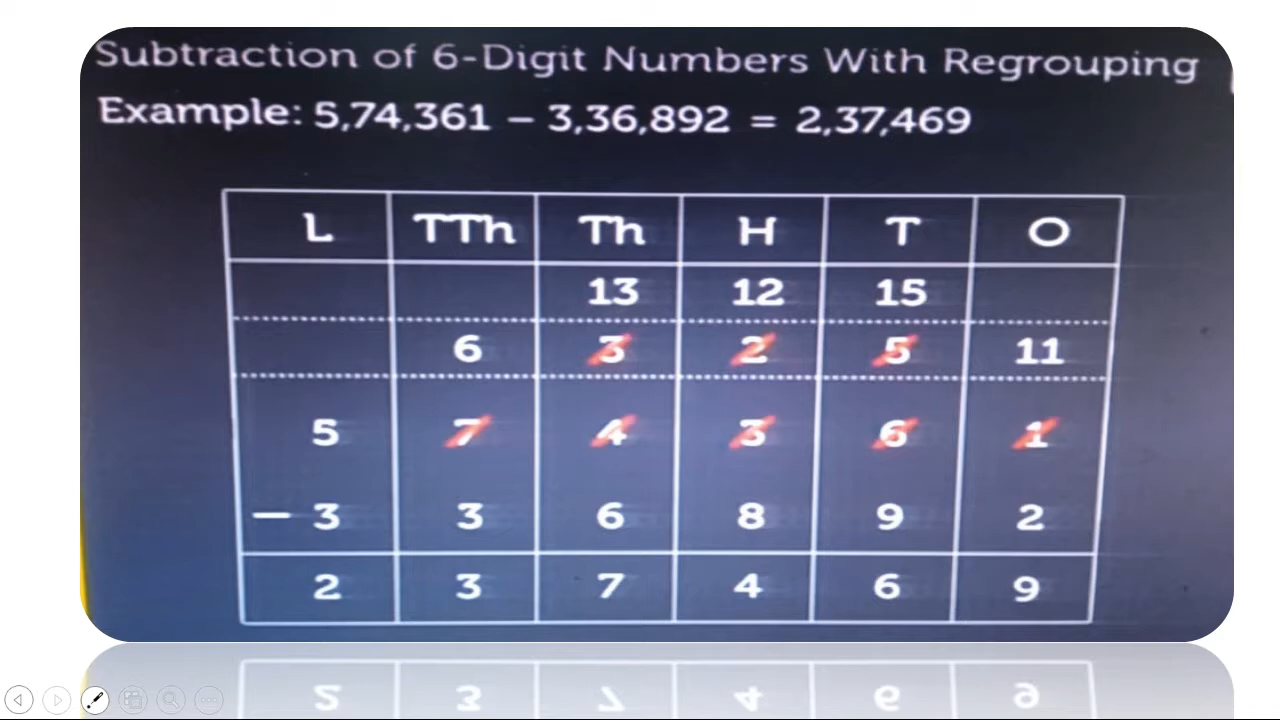 Subtraction of 6-Digit Numbers With Regrouping
Example: 5,74,361 – 3,36,892 = 2,37,469
L TTh Th H T O
13 12 15
6 3 2 5 11
5 7 4 3 6 1
– 3 3 6 8 9 2
2 3 7 4 6 9